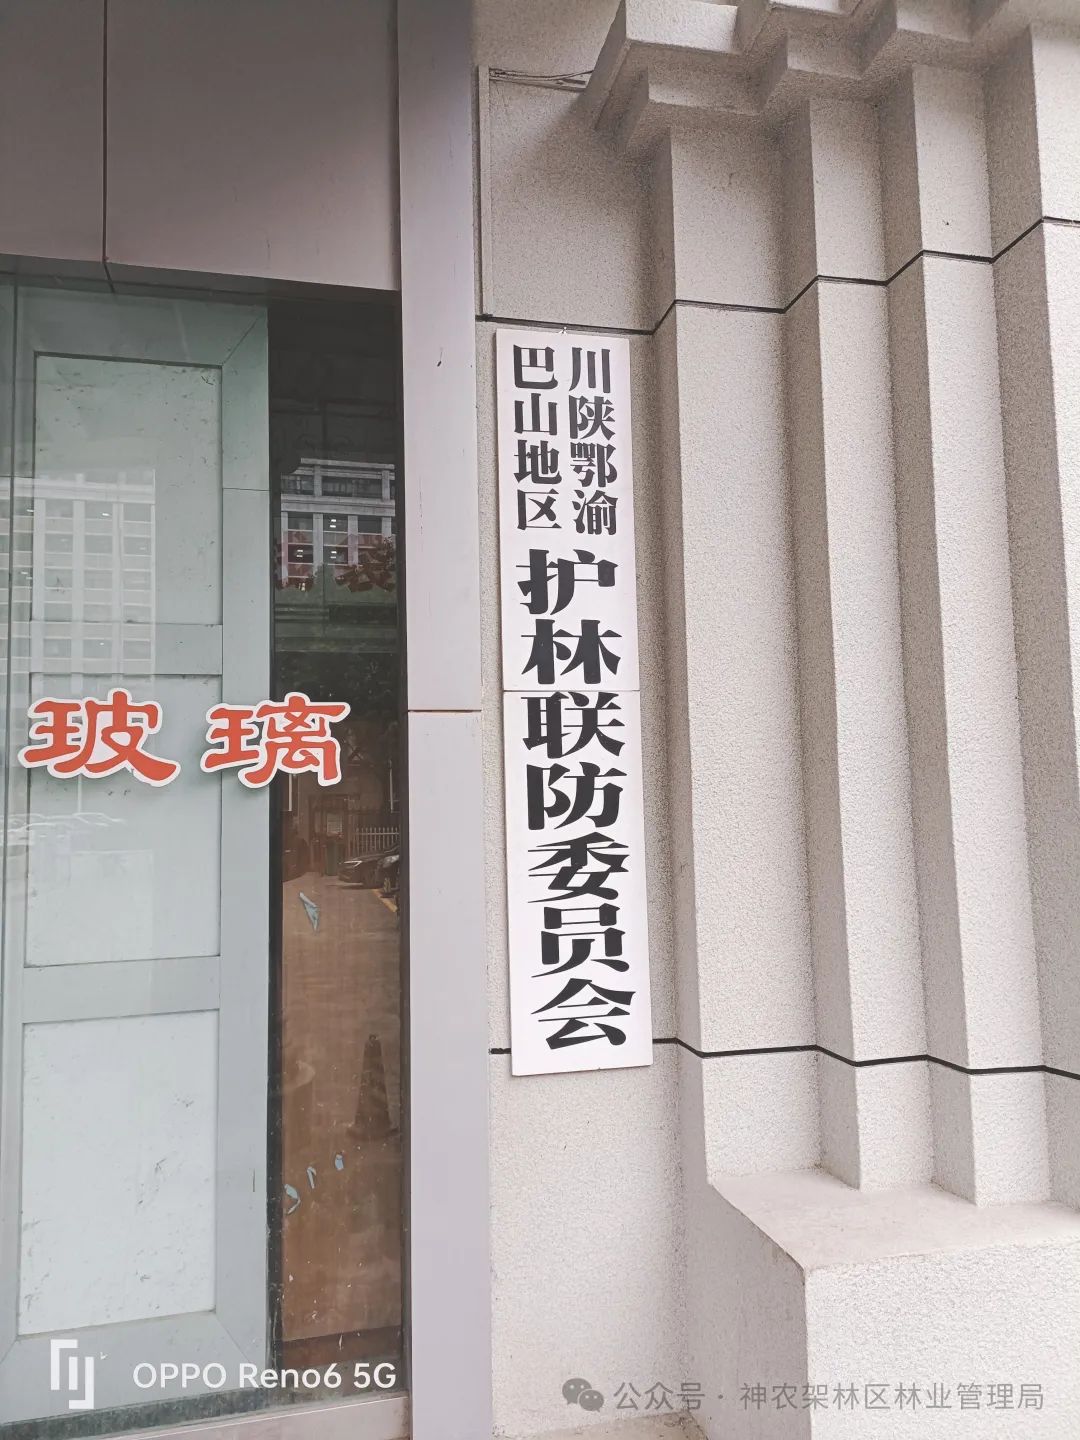 川陕鄂渝
巴山地区
护林联防委员会
玻璃
OPPO Reno6 5G
公众号·神农架林区林业管理局